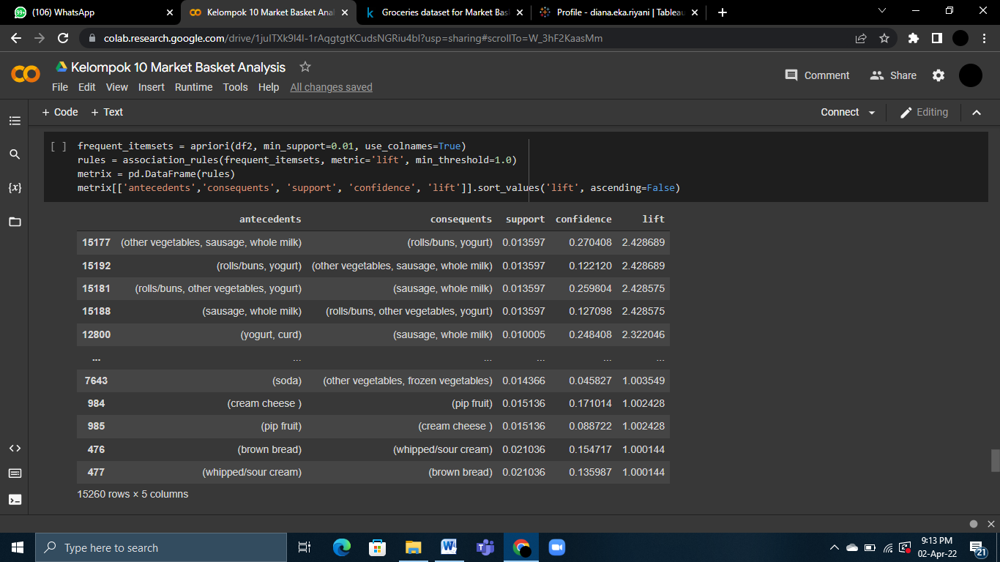 (106) WhatsApp
Kelompok 10 Market Basket Anal
Groceries dataset for Market Bas
Profile - diana.eka.riyani | Tableau
colab.research.google.com/drive/1juITXk9I4I-1rAqgtgtKCudsNGRiu4bI?usp=sharing#scrollTo=W_3hF2KaasMm
Kelompok 10 Market Basket Analysis
Comment Share
File Edit View Insert Runtime Tools Help All changes saved
+ Code + Text
Connect Editing
[ ] frequent_itemsets = apriori(df2, min_support=0.01, use_colnames=True)
rules = association_rules(frequent_itemsets, metric='lift', min_threshold=1.0)
metrix = pd.DataFrame(rules)
metrix[['antecedents','consequents', 'support', 'confidence', 'lift']].sort_values('lift', ascending=False)
antecedents consequents support confidence lift
15177 (other vegetables, sausage, whole milk) (rolls/buns, yogurt) 0.013597 0.270408 2.428689
15192 (rolls/buns, yogurt) (other vegetables, sausage, whole milk) 0.013597 0.122120 2.428689
15181 (rolls/buns, other vegetables, yogurt) (sausage, whole milk) 0.013597 0.259804 2.428575
15188 (sausage, whole milk) (rolls/buns, other vegetables, yogurt) 0.013597 0.127098 2.428575
12800 (yogurt, curd) (sausage, whole milk) 0.010005 0.248408 2.322046
... ... ... ... ... ...
7643 (soda) (other vegetables, frozen vegetables) 0.014366 0.045827 1.003549
984 (cream cheese ) (pip fruit) 0.015136 0.171014 1.002428
985 (pip fruit) (cream cheese ) 0.015136 0.088722 1.002428
476 (brown bread) (whipped/sour cream) 0.021036 0.154717 1.000144
477 (whipped/sour cream) (brown bread) 0.021036 0.135987 1.000144
15260 rows × 5 columns
Type here to search
9:13 PM
02-Apr-22
21